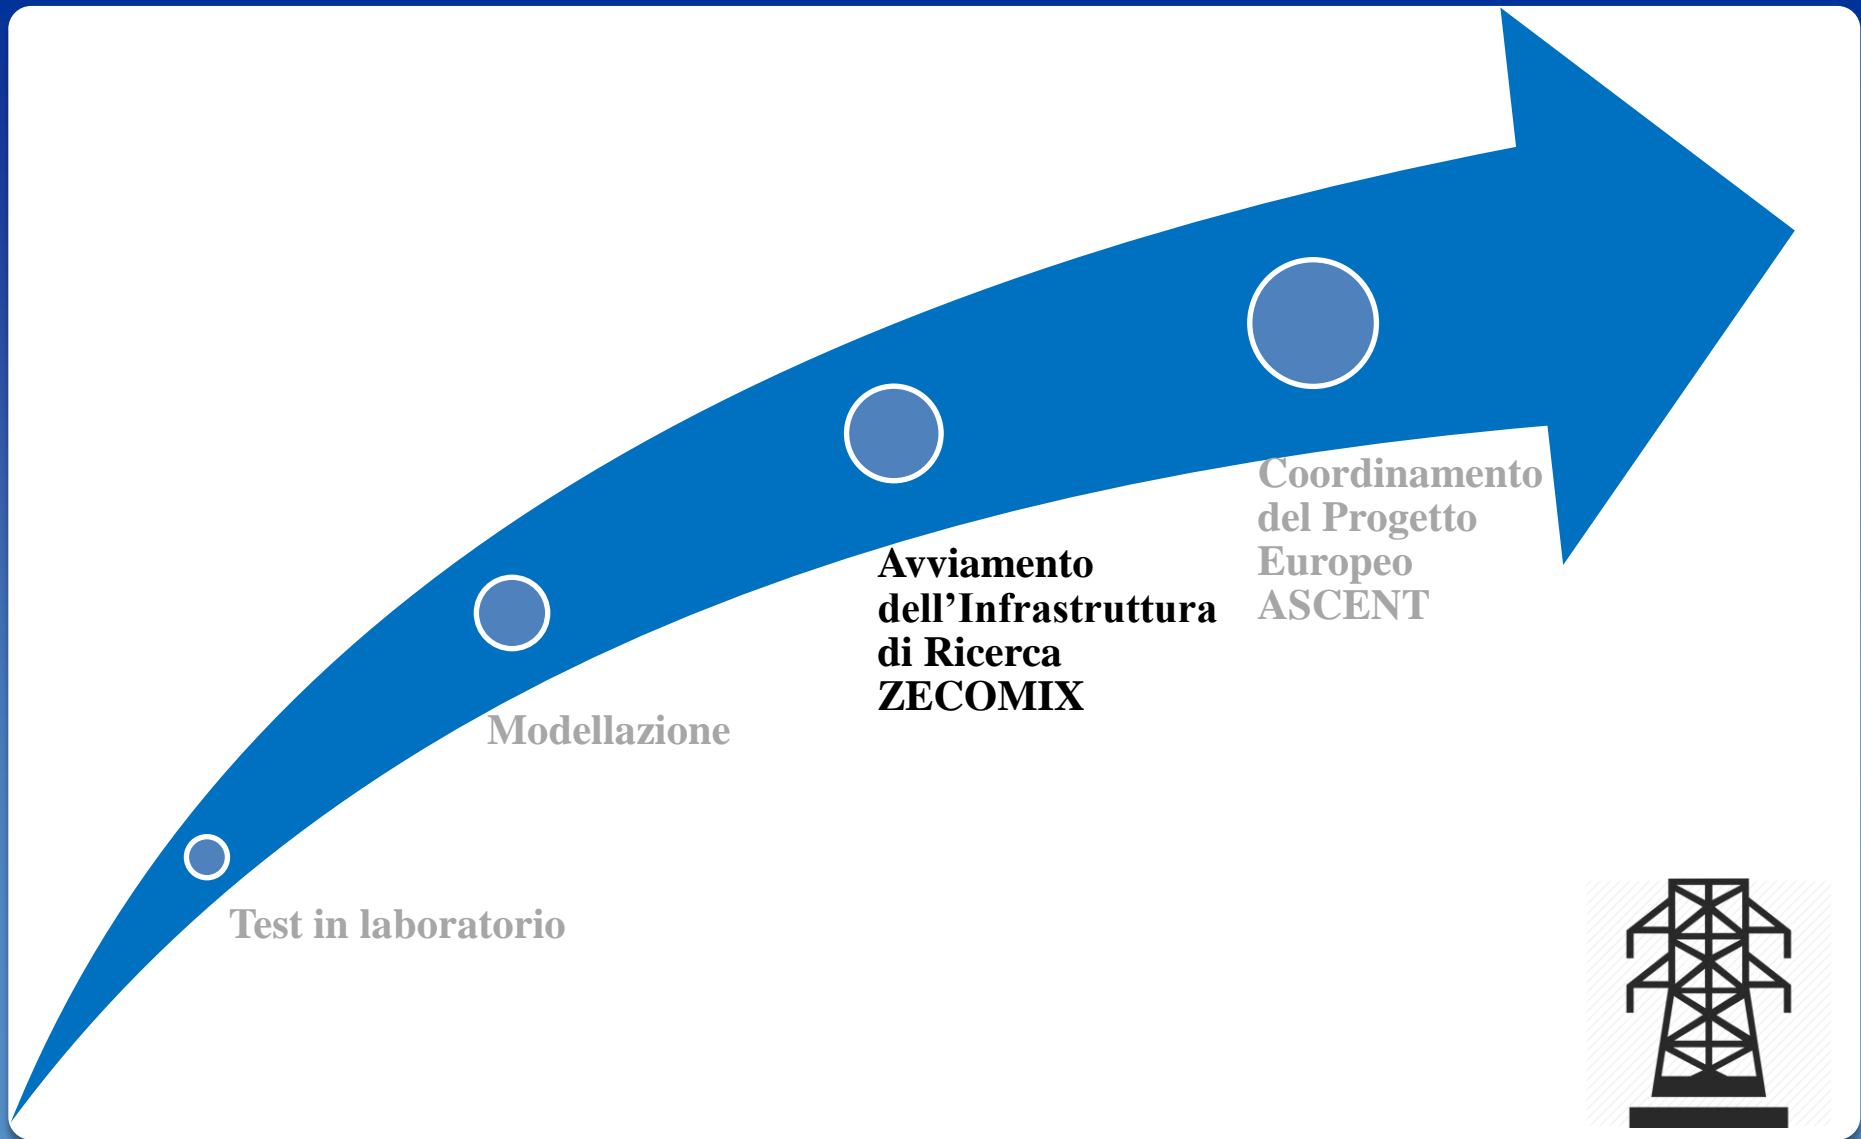 Coordinamento
del Progetto
Europeo
ASCENT
Avviamento
dell’Infrastruttura
di Ricerca
ZECOMIX
Modellazione
Test in laboratorio